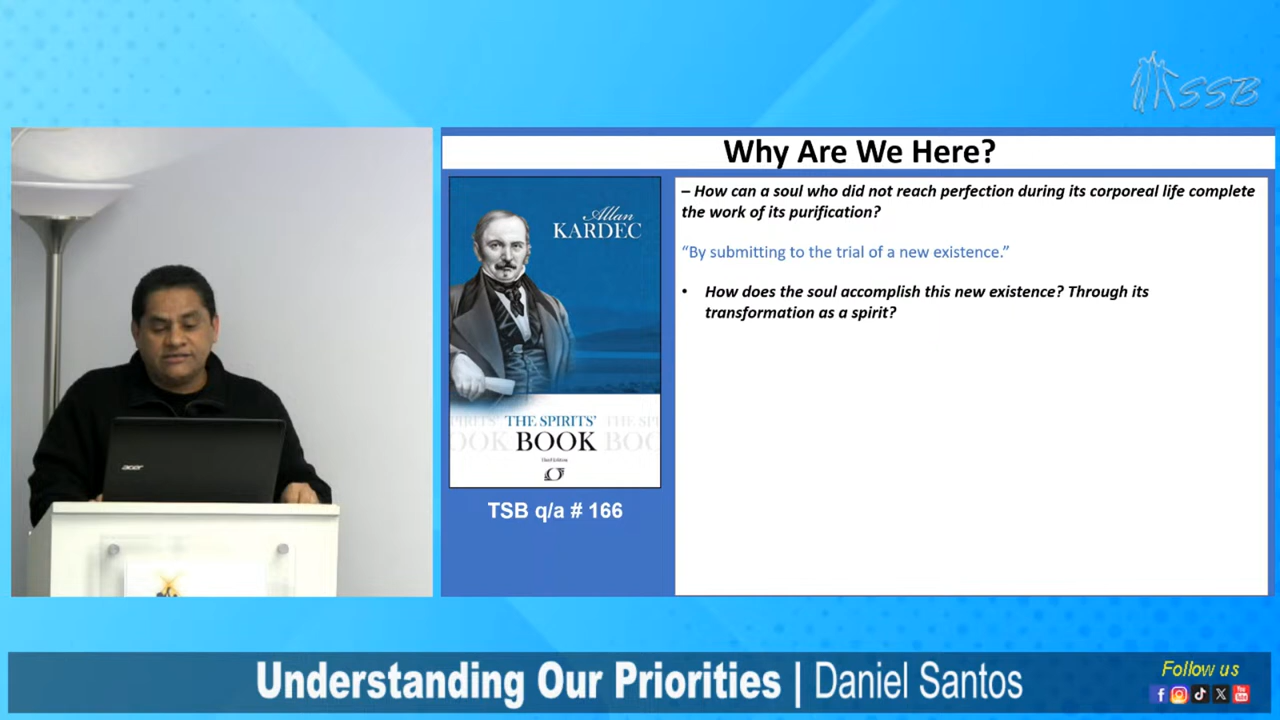 SSB
Why Are We Here?
Allan
KARDEC
THE SPIRITS'
BOOK
Third Edition
TSB q/a # 166
– How can a soul who did not reach perfection during its corporeal life complete
the work of its purification?
“By submitting to the trial of a new existence.”
• How does the soul accomplish this new existence? Through its
transformation as a spirit?
acer
Understanding Our Priorities | Daniel Santos
Follow us